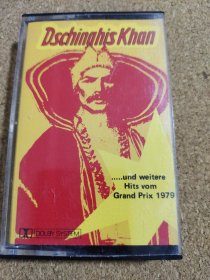 Dschinghis Khan
.....und weitere
Hits vom
Grand Prix 1979
DOLBY SYSTEM